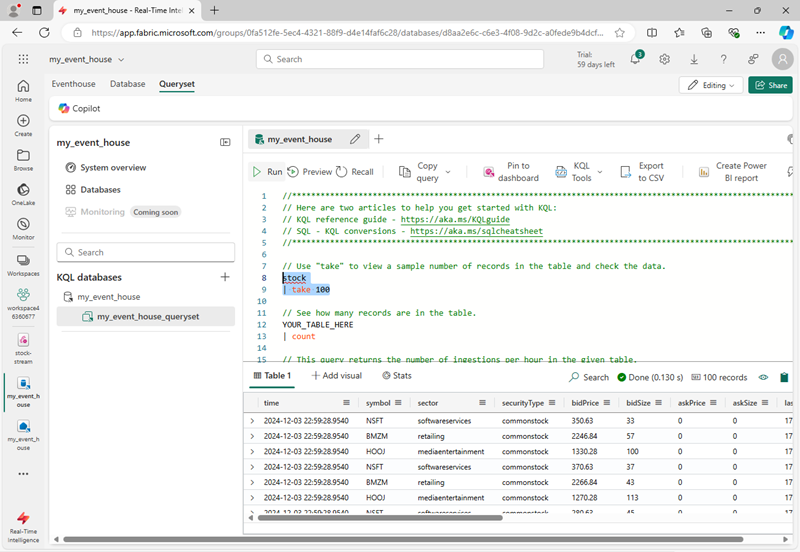 my_event_house - Real-Time Intelli
https://app.fabric.microsoft.com/groups/0fa512fe-5ec4-4321-88f9-d4e14faf6c28/databases/d8aa2e6c-c6e3-4f08-9d2c-a0fede9b4dcf...
my_event_house
Search
Trial:
59 days left
3
Home
Create
Browse
OneLake
Monitor
Workspaces
workspace4
6360677
stock-
stream
my_event_h
ouse
my_event_h
ouse
Real-Time
Intelligence
Eventhouse Database Queryset
Editing
Share
Copilot
my_event_house
System overview
Databases
Monitoring Coming soon
Search
KQL databases
my_event_house
my_event_house_queryset
my_event_house
Run Preview Recall Copy
query Pin to
dashboard KQL
Tools Export
to CSV Create Power
BI report
1 //****************************************************************************************************************
2 // Here are two articles to help you get started with KQL:
3 // KQL reference guide - https://aka.ms/KQLguide
4 // SQL - KQL conversions - https://aka.ms/sqlcheatsheet
5 //****************************************************************************************************************
6
7 // Use "take" to view a sample number of records in the table and check the data.
8 stock
9 | take 100
10
11 // See how many records are in the table.
12 YOUR_TABLE_HERE
13 | count
14
15 // This query returns the number of ingestions per hour in the given table.
Table 1 Add visual Stats Search Done (0.130 s) 100 records
time symbol sector securityType bidPrice bidSize askPrice askSize las
2024-12-03 22:59:28.9540 NSFT softwareservices commonstock 350.63 33 0 0 17
2024-12-03 22:59:28.9540 BMZM retailing commonstock 2246.84 57 0 0 17
2024-12-03 22:59:28.9540 HOOJ mediaentertainment commonstock 1330.28 100 0 0 17
2024-12-03 22:59:28.9540 NSFT softwareservices commonstock 370.63 37 0 0 17
2024-12-03 22:59:28.9540 BMZM retailing commonstock 2266.84 43 0 0 17
2024-12-03 22:59:28.9540 HOOJ mediaentertainment commonstock 1270.28 113 0 0 17
2024-12-03 22:59:28.9540 NSFT softwareservices commonstock 280.63 45 0 0 17